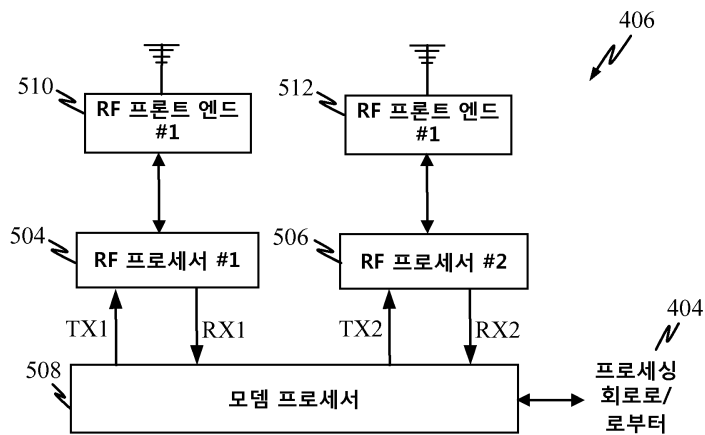 406
510
RF 프론트 엔드
#1
512
RF 프론트 엔드
#1
504
RF 프로세서 #1
506
RF 프로세서 #2
TX1
RX1
TX2
RX2
404
508
모뎀 프로세서
프로세싱
회로로/
로부터